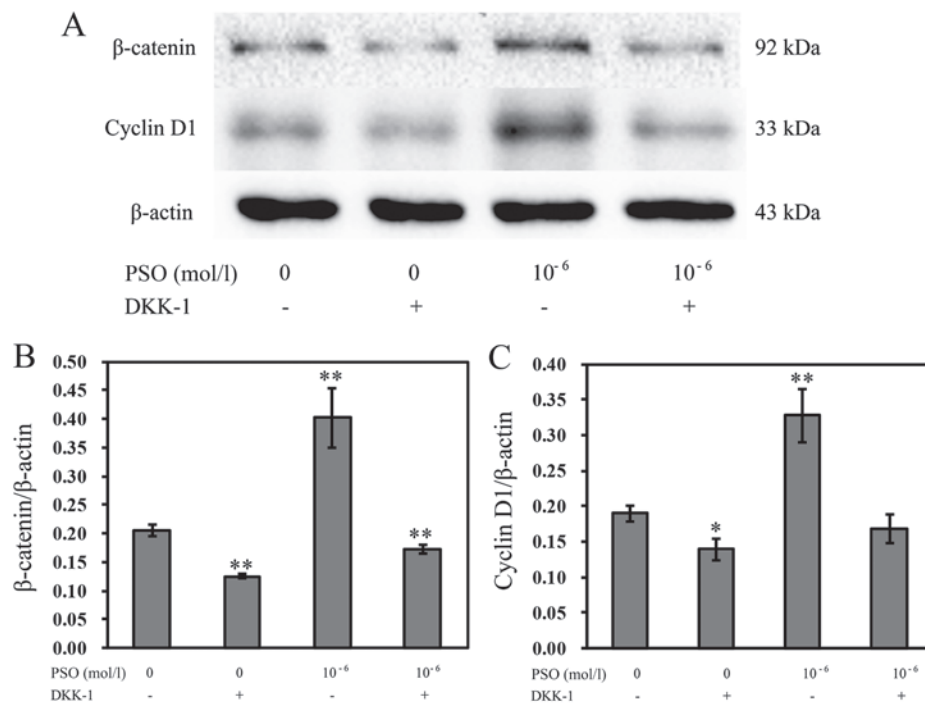 A
β-catenin 92 kDa
Cyclin D1 33 kDa
β-actin 43 kDa
PSO (mol/l) 0 0 10⁻⁶ 10⁻⁶
DKK-1 - + - +
B
β-catenin/β-actin
0.50
0.45
0.40
0.35
0.30
0.25
0.20
0.15
0.10
0.05
0.00
** ** **
PSO (mol/l) 0 0 10⁻⁶ 10⁻⁶
DKK-1 - + - +
C
Cyclin D1/β-actin
0.40
0.35
0.30
0.25
0.20
0.15
0.10
0.05
0.00
* **
PSO (mol/l) 0 0 10⁻⁶ 10⁻⁶
DKK-1 - + - +